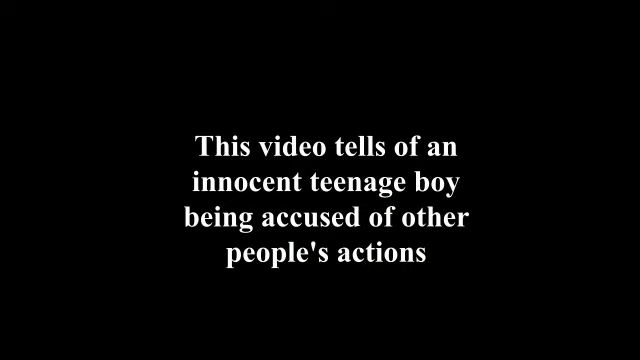 This video tells of an
innocent teenage boy
being accused of other
people's actions